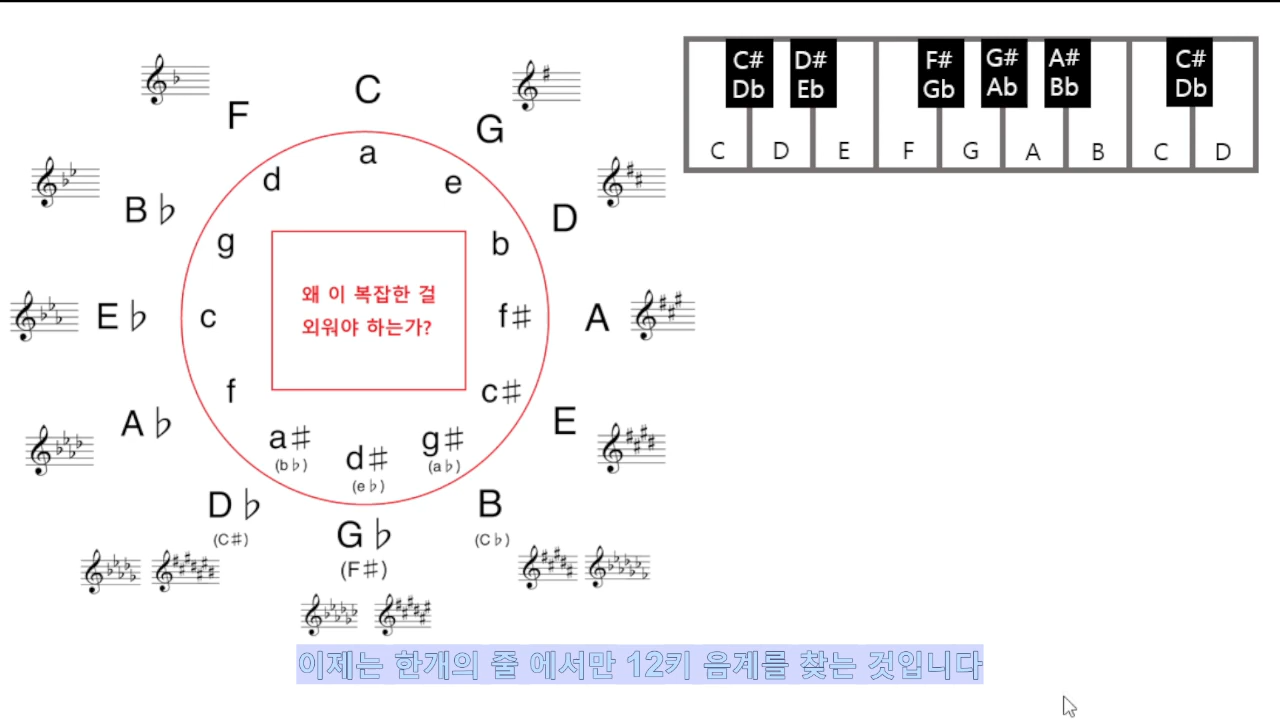 C
F
G
a
d
e
B♭
D
g
b
왜 이 복잡한 걸
외워야 하는가?
E♭
c
f♯
A
f
c♯
A♭
E
a♯
(b♭)
d♯
(e♭)
g♯
(a♭)
D♭
(C♯)
G♭
(F♯)
B
(C♭)
C# D# F# G# A# C#
Db Eb Gb Ab Bb Db
C D E F G A B C D
이제는 한개의 줄 에서만 12키 음계를 찾는 것입니다